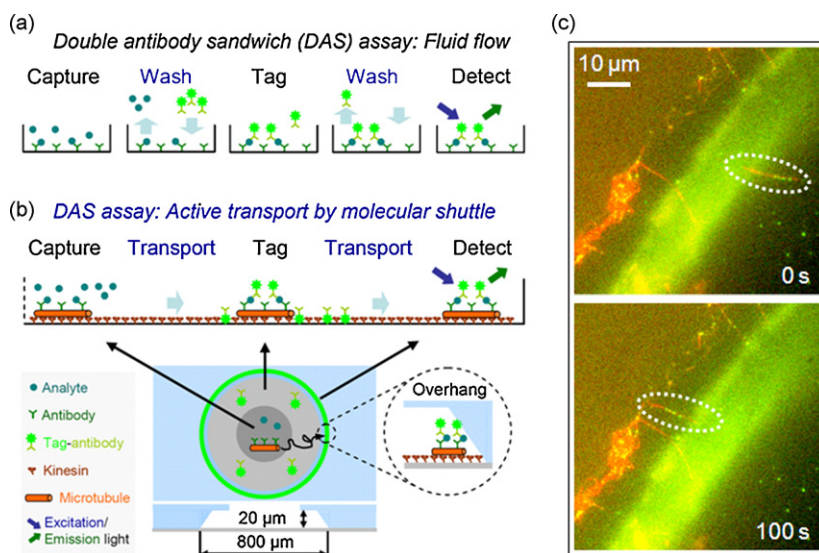 (a)
Double antibody sandwich (DAS) assay: Fluid flow
Capture Wash Tag Wash Detect
(b)
DAS assay: Active transport by molecular shuttle
Capture Transport Tag Transport Detect
Analyte
Antibody
Tag-antibody
Kinesin
Microtubule
Excitation/
Emission light
Overhang
20 µm
800 µm
(c)
10 µm
0 s
100 s